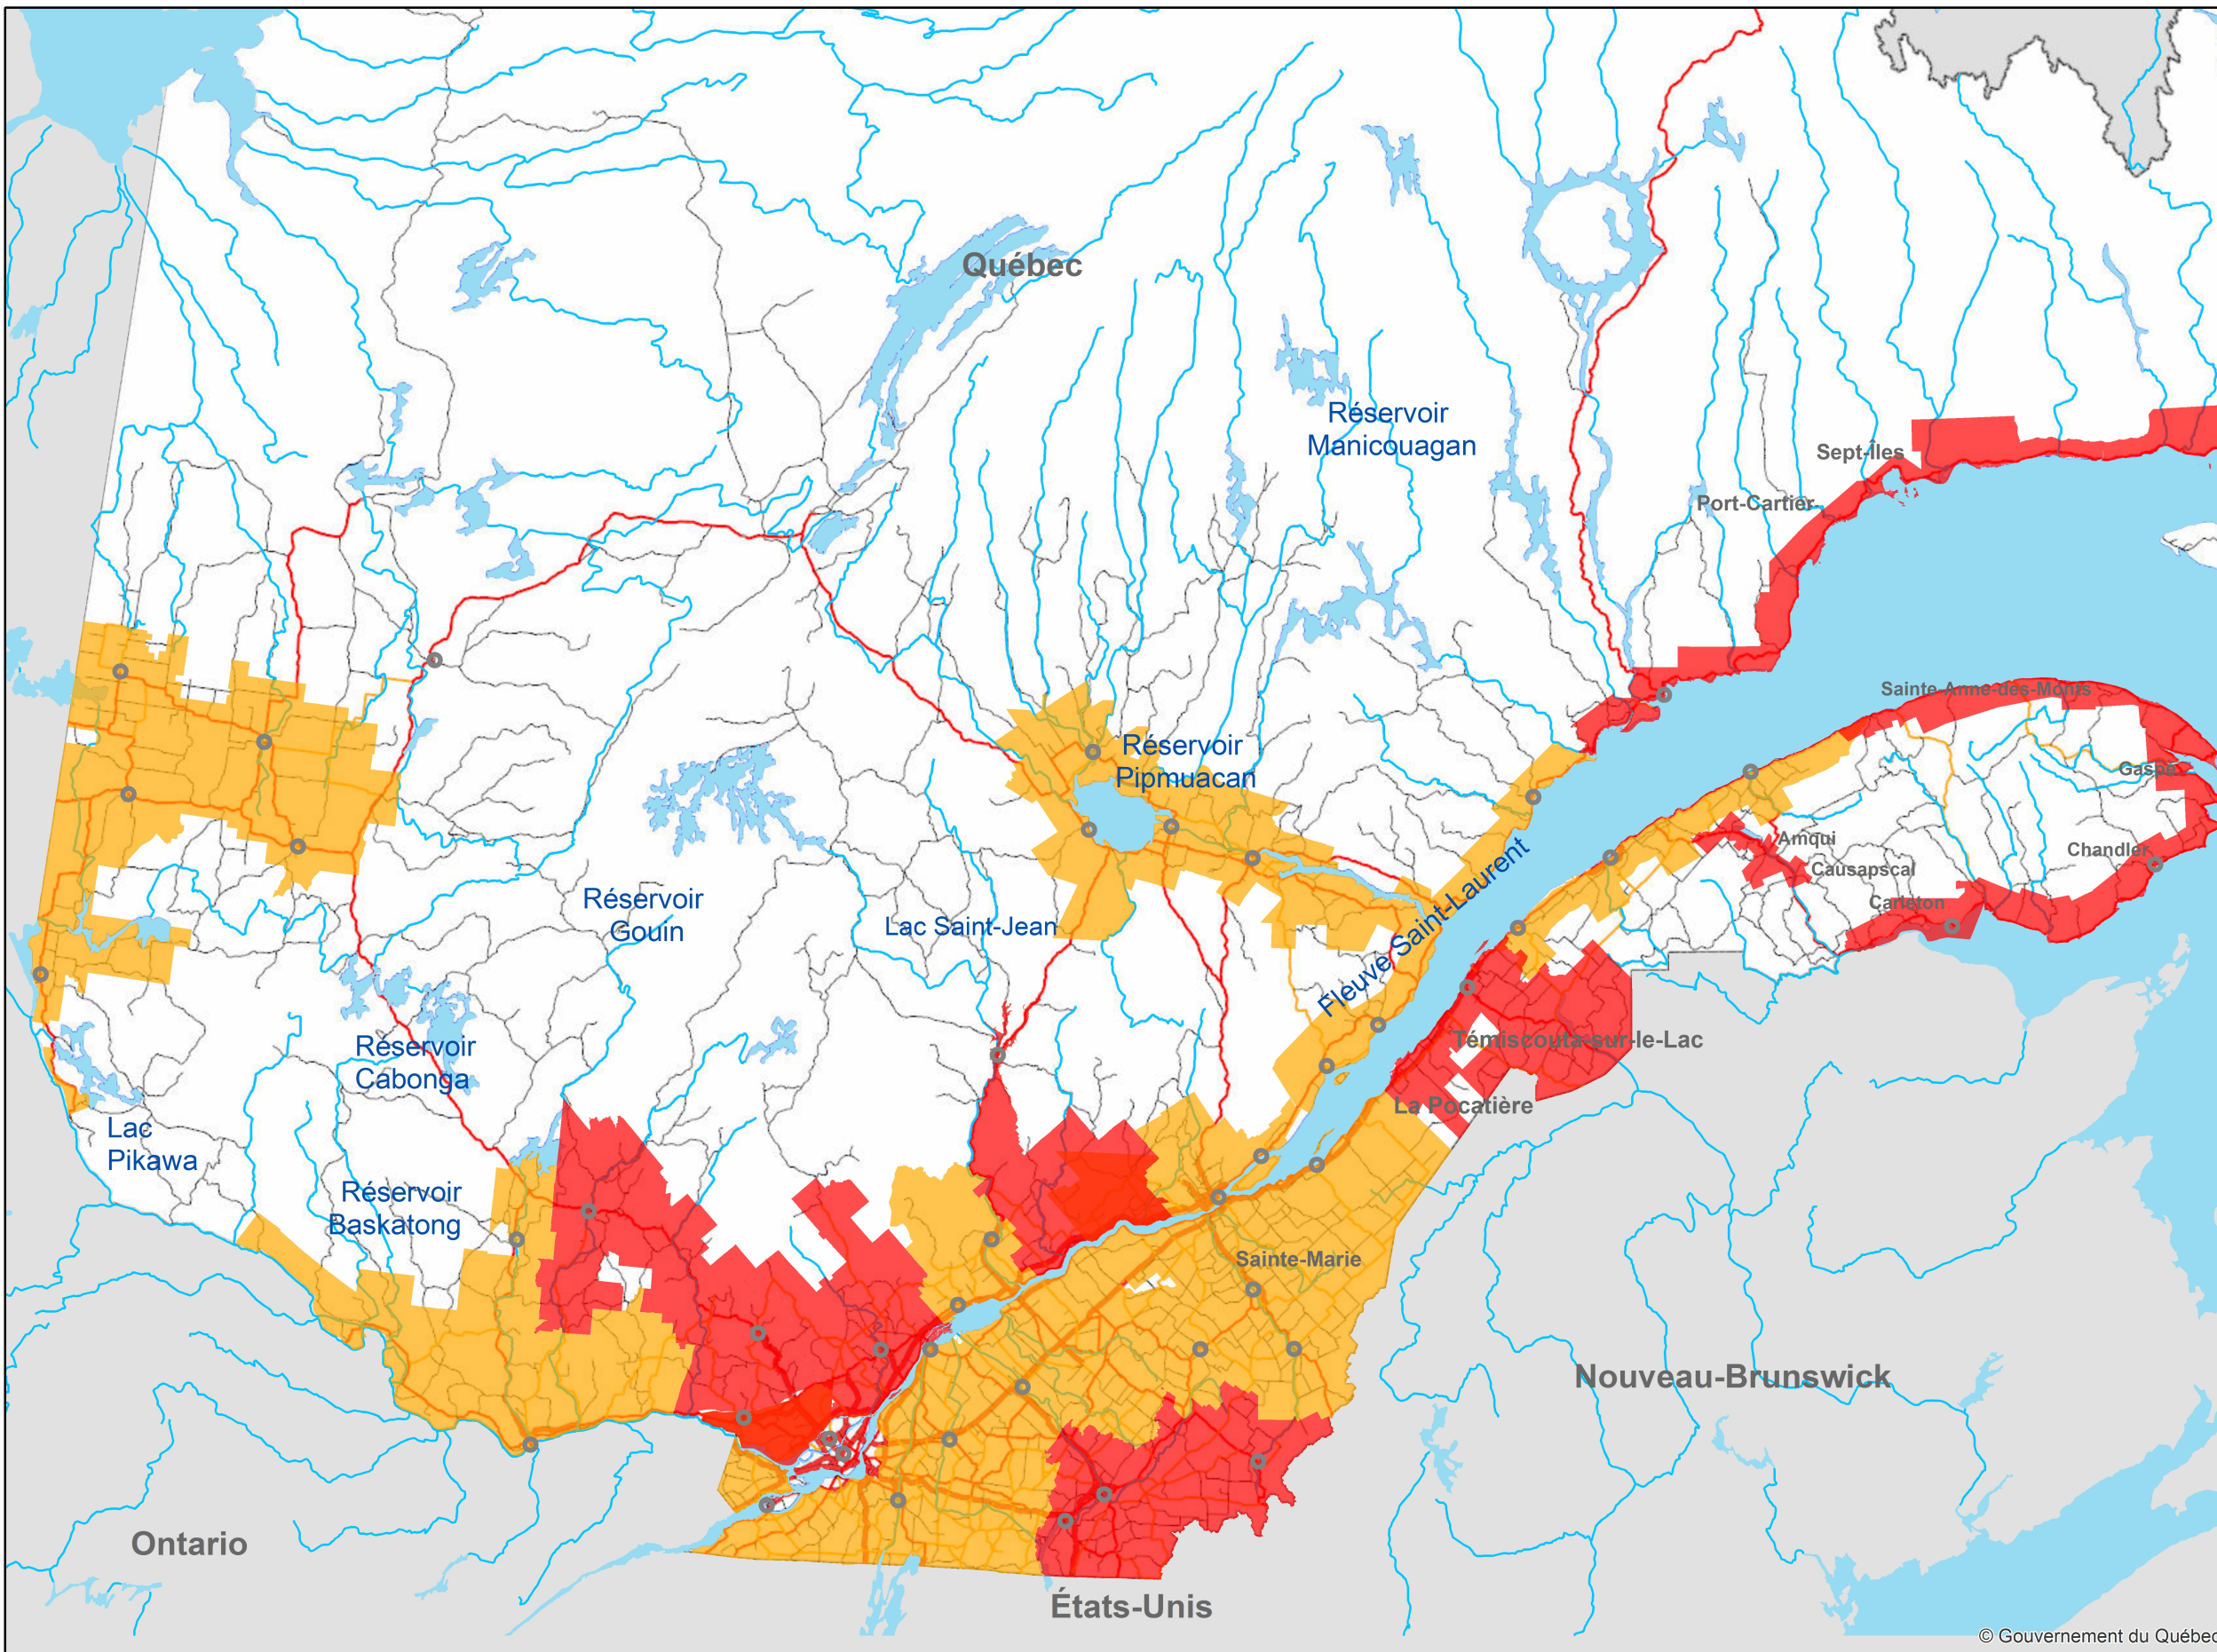 Québec
Réservoir
Manicouagan
Sept-Îles
Port-Cartier
Sainte-Anne-des-Monts
Réservoir
Pipmuacan
Gaspé
Amqui
Chandler
Causapscal
Carleton
Réservoir
Gouin
Lac Saint-Jean
Fleuve Saint-Laurent
Témiscouta-sur-le-Lac
Réservoir
Cabonga
La Pocatière
Lac
Pikawa
Réservoir
Baskatong
Sainte-Marie
Nouveau-Brunswick
Ontario
États-Unis
© Gouvernement du Québec